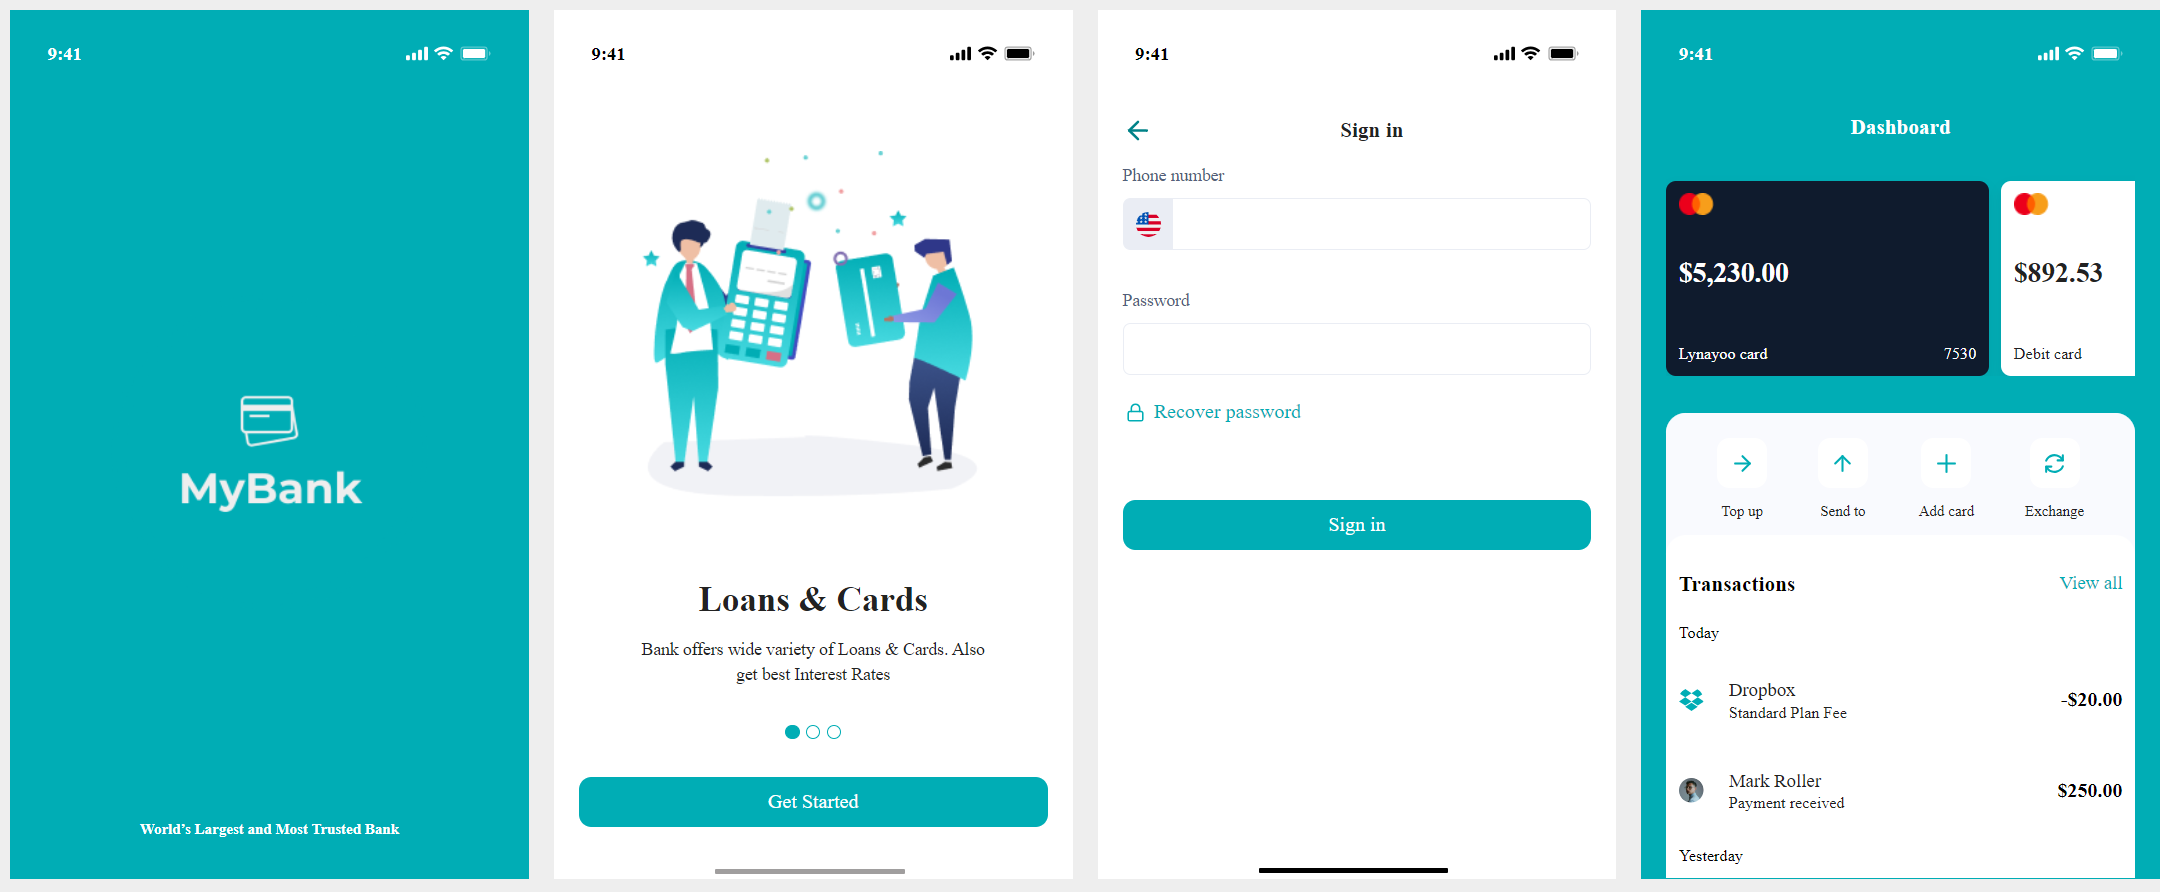 9:41
MyBank
World’s Largest and Most Trusted Bank
9:41
Loans & Cards
Bank offers wide variety of Loans & Cards. Also
get best Interest Rates
Get Started
9:41
Sign in
Phone number
Password
Recover password
Sign in
9:41
Dashboard
$5,230.00
Lynayoo card 7530
$892.53
Debit card
Top up Send to Add card Exchange
Transactions View all
Today
Dropbox
Standard Plan Fee
-$20.00
Mark Roller
Payment received
$250.00
Yesterday